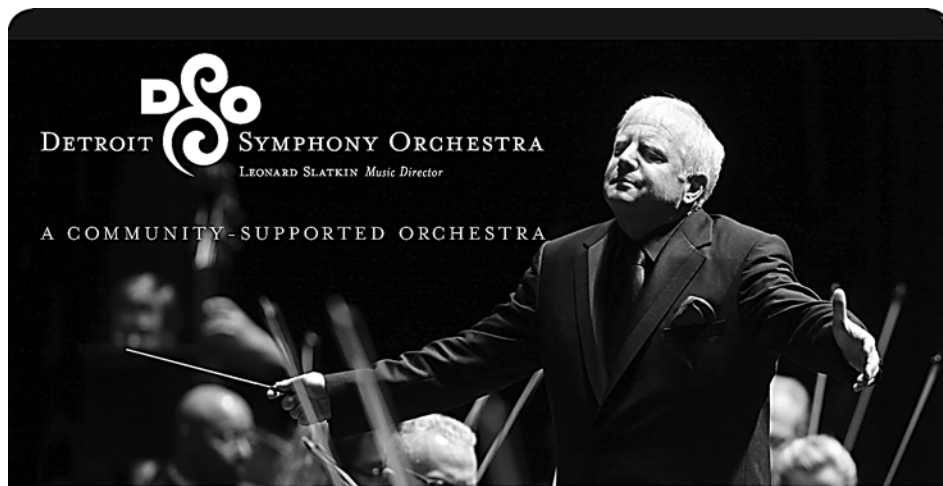 DSO
DETROIT SYMPHONY ORCHESTRA
LEONARD SLATKIN Music Director
A COMMUNITY-SUPPORTED ORCHESTRA